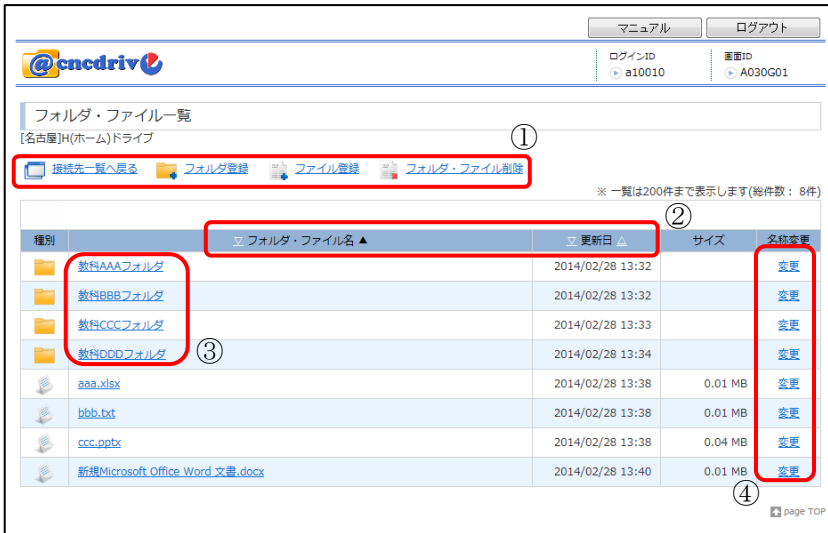 マニュアル ログアウト
@cncdrive
ログインID 画面ID
a10010 A030G01
フォルダ・ファイル一覧
[名古屋]H(ホーム)ドライブ
①
接続先一覧へ戻る フォルダ登録 ファイル登録 フォルダ・ファイル削除
※ 一覧は200件まで表示します(総件数: 8件)
②
種別 ▽ フォルダ・ファイル名 ▲ ▽ 更新日 △ サイズ 名称変更
教科AAAフォルダ 2014/02/28 13:32 変更
教科BBBフォルダ 2014/02/28 13:32 変更
教科CCCフォルダ 2014/02/28 13:33 変更
教科DDDフォルダ 2014/02/28 13:34 変更
③
aaa.xlsx 2014/02/28 13:38 0.01 MB 変更
bbb.txt 2014/02/28 13:38 0.01 MB 変更
ccc.pptx 2014/02/28 13:38 0.04 MB 変更
新規Microsoft Office Word 文書.docx 2014/02/28 13:40 0.01 MB 変更
④
page TOP